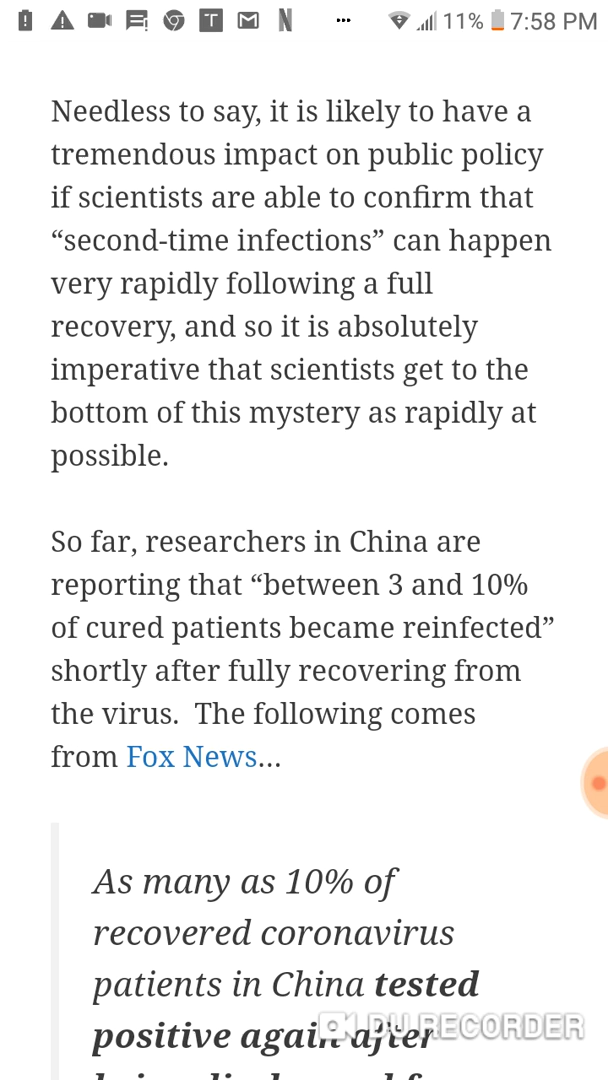 11% 7:58 PM
Needless to say, it is likely to have a
tremendous impact on public policy
if scientists are able to confirm that
“second-time infections” can happen
very rapidly following a full
recovery, and so it is absolutely
imperative that scientists get to the
bottom of this mystery as rapidly at
possible.
So far, researchers in China are
reporting that “between 3 and 10%
of cured patients became reinfected”
shortly after fully recovering from
the virus.  The following comes
from Fox News…
As many as 10% of
recovered coronavirus
patients in China tested
positive again after
DU RECORDER